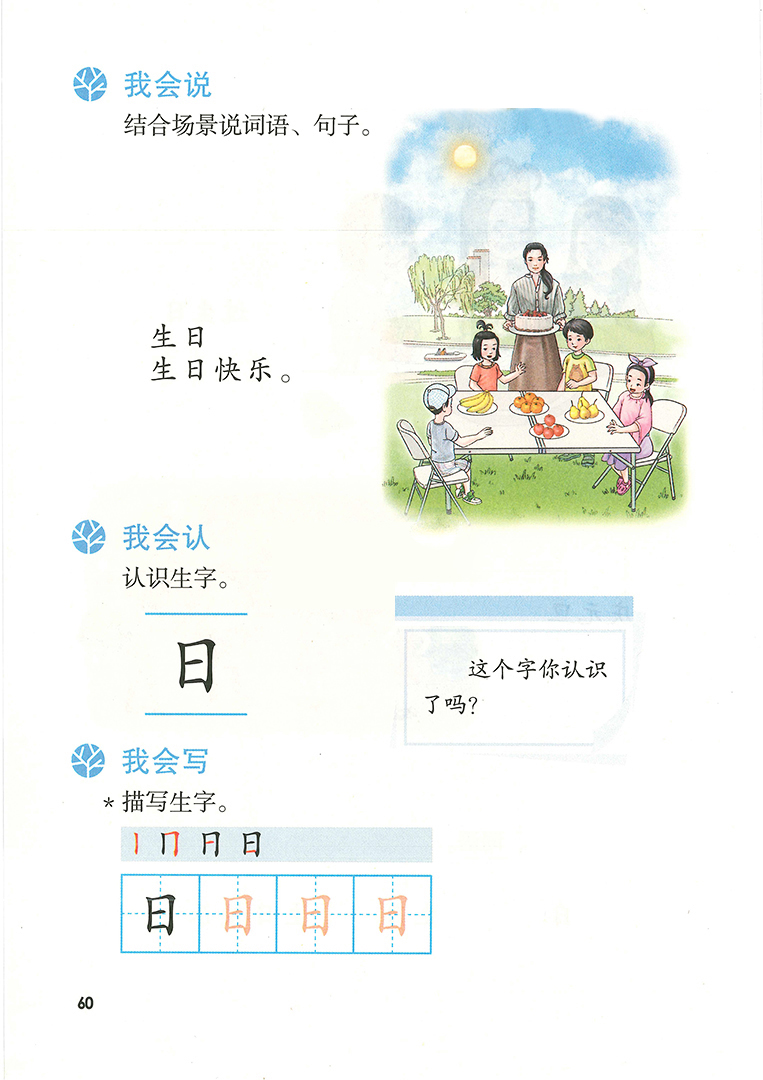 我会说
结合场景说词语、句子。
生日
生日快乐。
我会认
认识生字。
日
这个字你认识
了吗？
我会写
*描写生字。
丨 冂 日 日
日 日 日 日
60